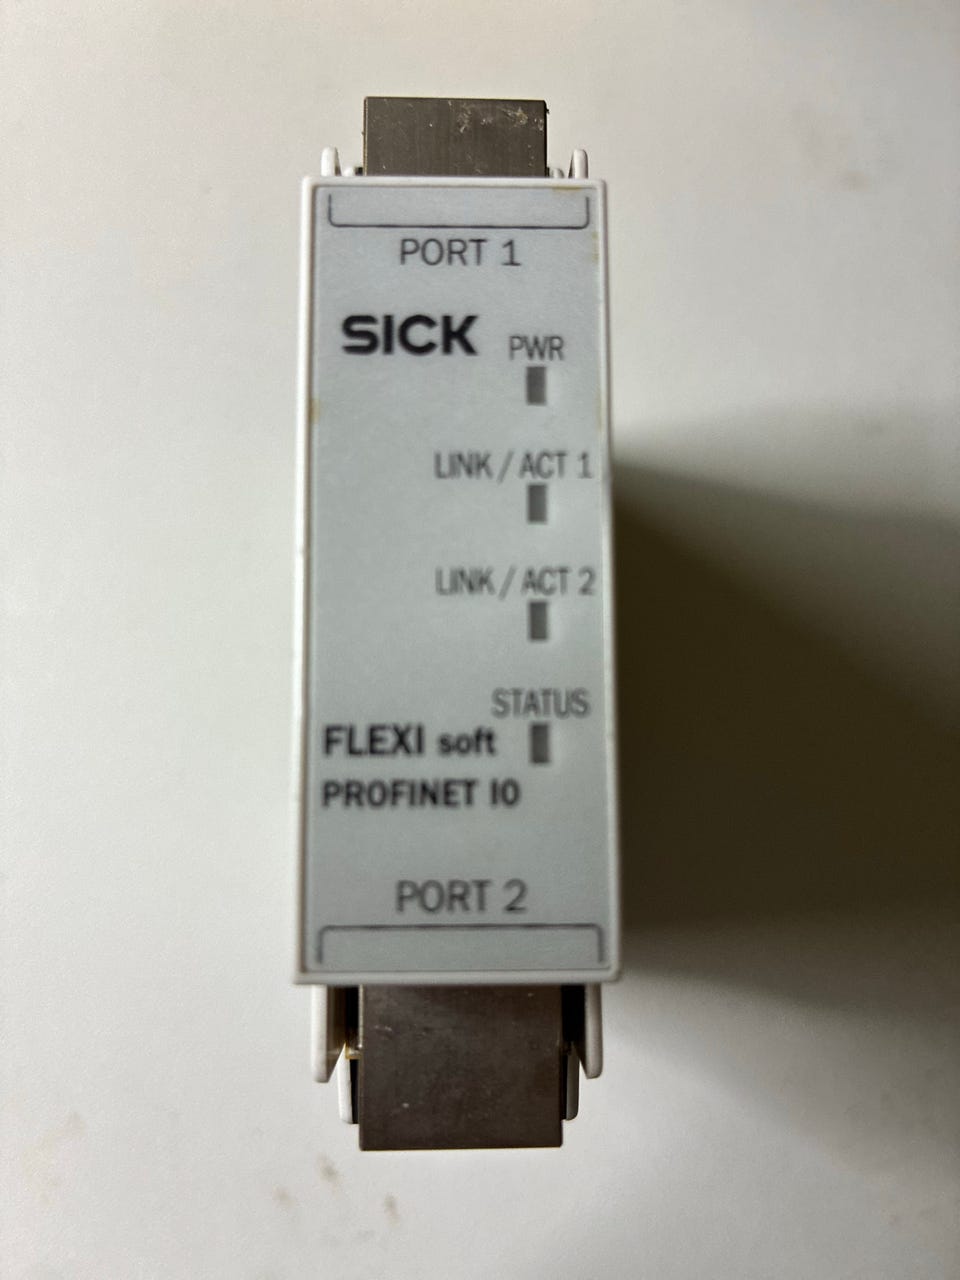 PORT 1
SICK
PWR
LINK / ACT 1
LINK / ACT 2
STATUS
FLEXI soft
PROFINET IO
PORT 2